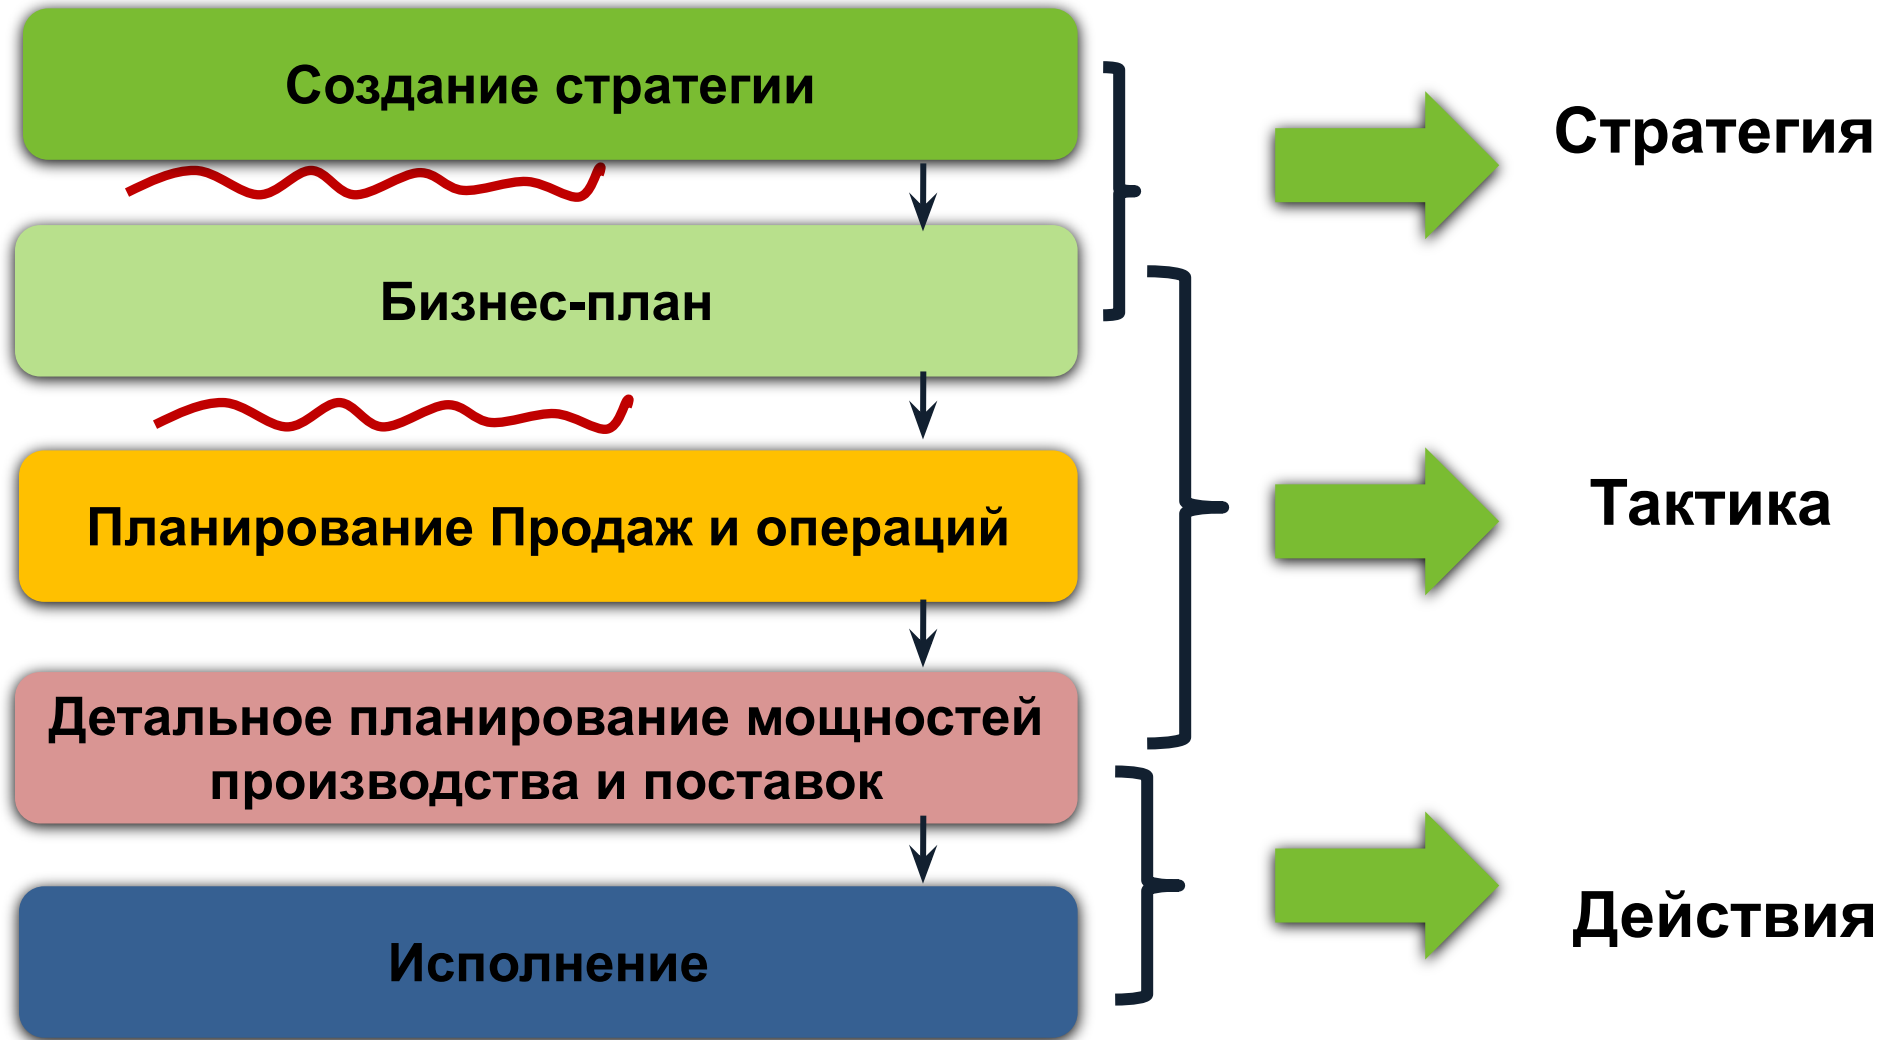 Создание стратегии
Стратегия
Бизнес-план
Планирование Продаж и операций
Тактика
Детальное планирование мощностей
производства и поставок
Действия
Исполнение